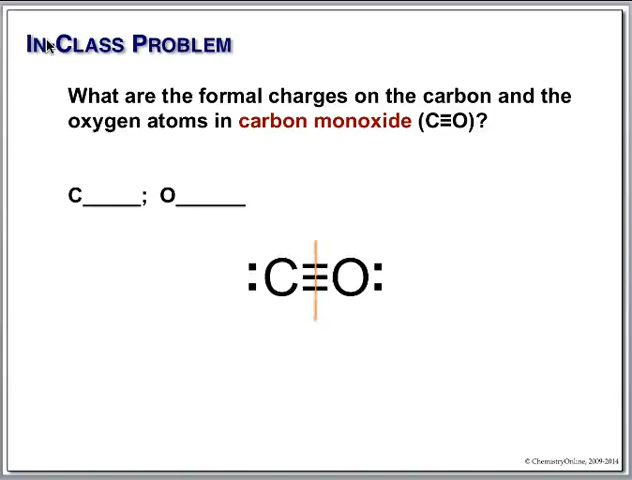 IN-CLASS PROBLEM
What are the formal charges on the carbon and the
oxygen atoms in carbon monoxide (C≡O)?
C_____; O______
:C≡O:
© ChemistryOnline, 2009-2014